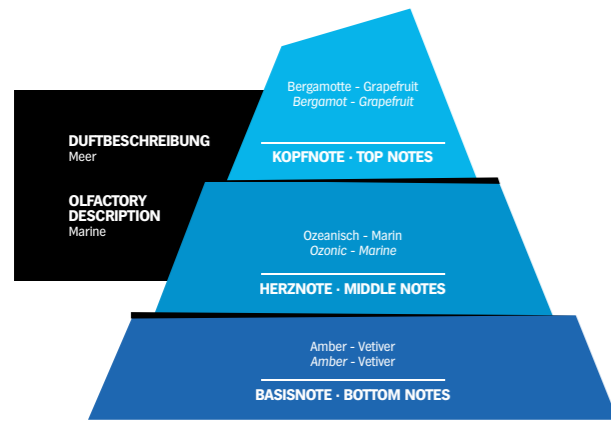 Bergamotte - Grapefruit
Bergamot - Grapefruit
KOPFNOTE · TOP NOTES
DUFTBESCHREIBUNG
Meer
OLFACTORY
DESCRIPTION
Marine
Ozeanisch - Marin
Ozonic - Marine
HERZNOTE · MIDDLE NOTES
Amber - Vetiver
Amber - Vetiver
BASISNOTE · BOTTOM NOTES